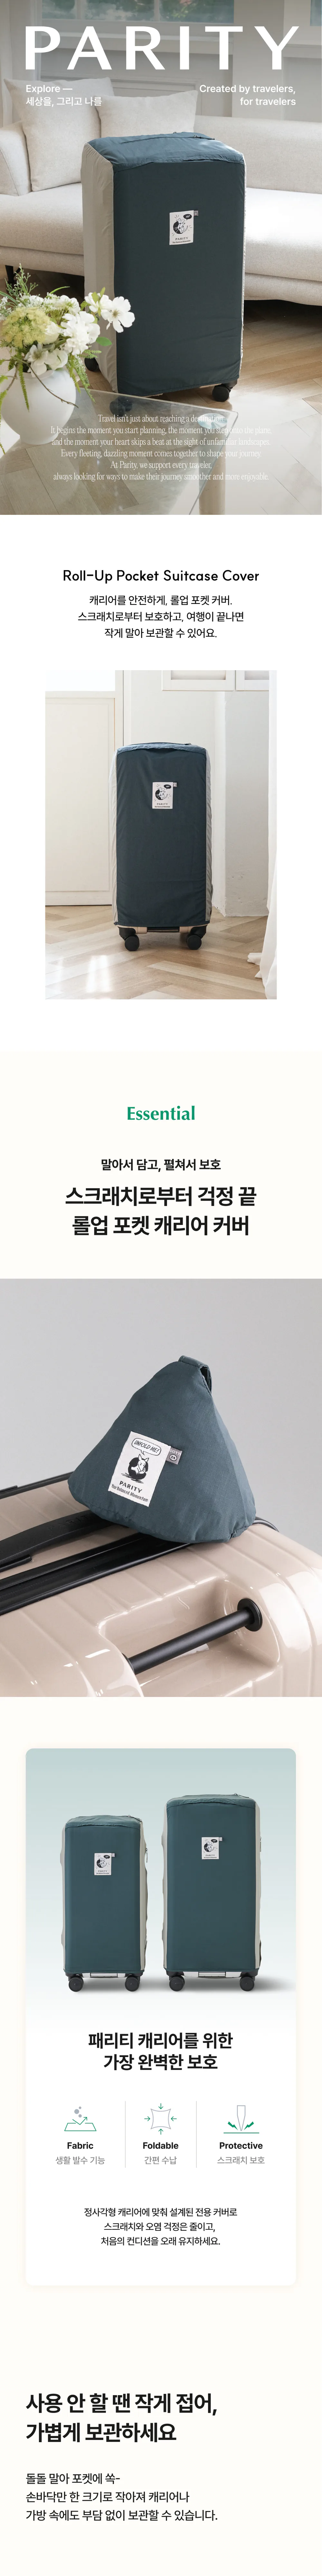 PARITY
Explore —
세상을, 그리고 나를
Created by travelers,
for travelers
PARITY
Travel isn't just about reaching a destination.
It begins the moment you start planning, the moment you step onto the plane,
and the moment your heart skips a beat at the sight of unfamiliar landscapes.
Every fleeting, dazzling moment comes together to shape your journey.
At Parity, we support every traveler,
always looking for ways to make their journey smoother and more enjoyable.
Roll-Up Pocket Suitcase Cover
캐리어를 안전하게, 롤업 포켓 커버.
스크래치로부터 보호하고, 여행이 끝나면
작게 말아 보관할 수 있어요.
Essential
말아서 담고, 펼쳐서 보호
스크래치로부터 걱정 끝
롤업 포켓 캐리어 커버
UNFOLD ME!
PARITY
패리티 캐리어를 위한
가장 완벽한 보호
Fabric
생활 발수 기능
Foldable
간편 수납
Protective
스크래치 보호
정사각형 캐리어에 맞춰 설계된 전용 커버로
스크래치와 오염 걱정은 줄이고,
처음의 컨디션을 오래 유지하세요.
사용 안 할 땐 작게 접어,
가볍게 보관하세요
돌돌 말아 포켓에 쏙-
손바닥만 한 크기로 작아져 캐리어나
가방 속에도 부담 없이 보관할 수 있습니다.